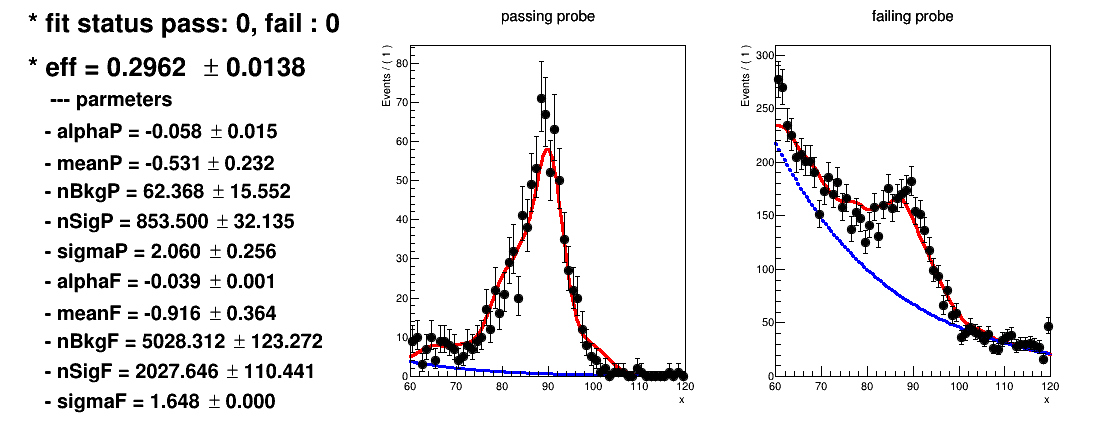 * fit status pass: 0, fail : 0
* eff = 0.2962 ± 0.0138
--- parmeters
- alphaP = -0.058 ± 0.015
- meanP = -0.531 ± 0.232
- nBkgP = 62.368 ± 15.552
- nSigP = 853.500 ± 32.135
- sigmaP = 2.060 ± 0.256
- alphaF = -0.039 ± 0.001
- meanF = -0.916 ± 0.364
- nBkgF = 5028.312 ± 123.272
- nSigF = 2027.646 ± 110.441
- sigmaF = 1.648 ± 0.000
passing probe
Events / ( 1 )
80
70
60
50
40
30
20
10
0
60 70 80 90 100 110 120
x
failing probe
Events / ( 1 )
300
250
200
150
100
50
0
60 70 80 90 100 110 120
x